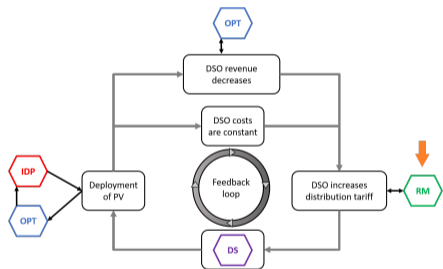 OPT
DSO revenue
decreases
DSO costs
are constant
IDP
OPT
Deployment
of PV
Feedback
loop
DSO increases
distribution tariff
RM
DS